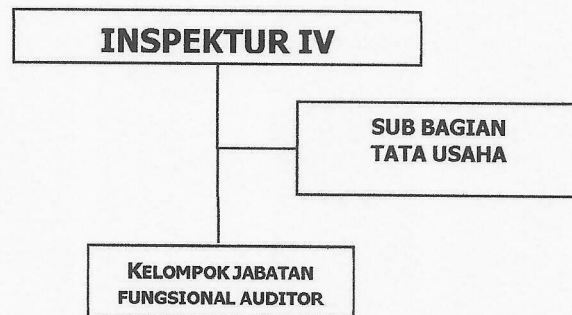 INSPEKTUR IV
SUB BAGIAN
TATA USAHA
KELOMPOK JABATAN
FUNGSIONAL AUDITOR